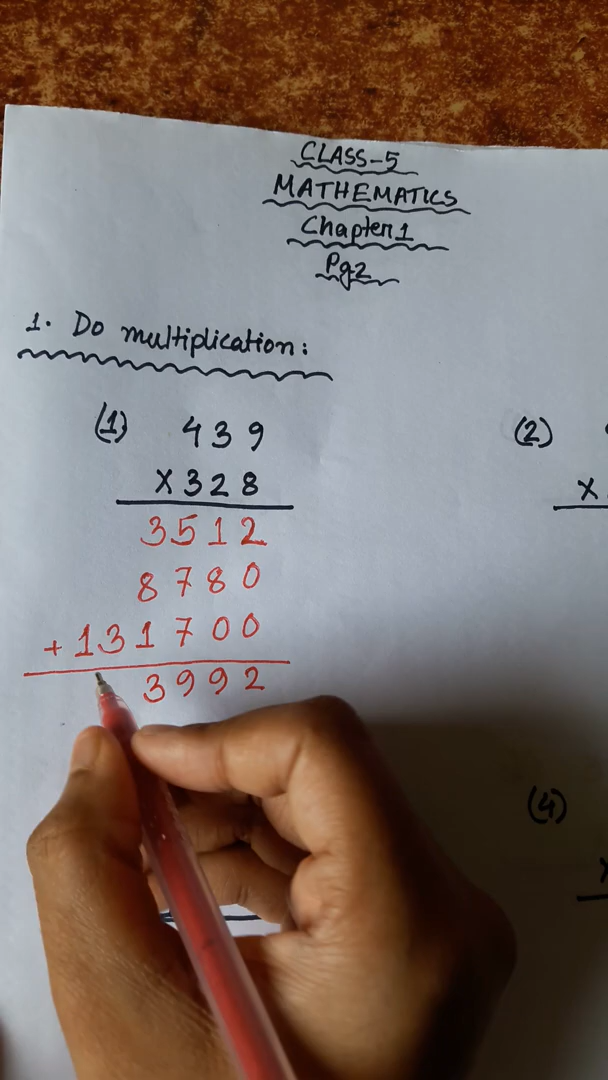 CLASS-5
MATHEMATICS
Chapter 1
Pg2
1. Do multiplication:
(1) 439
X328
3512
8780
+131700
3992
(2)
X
(4)